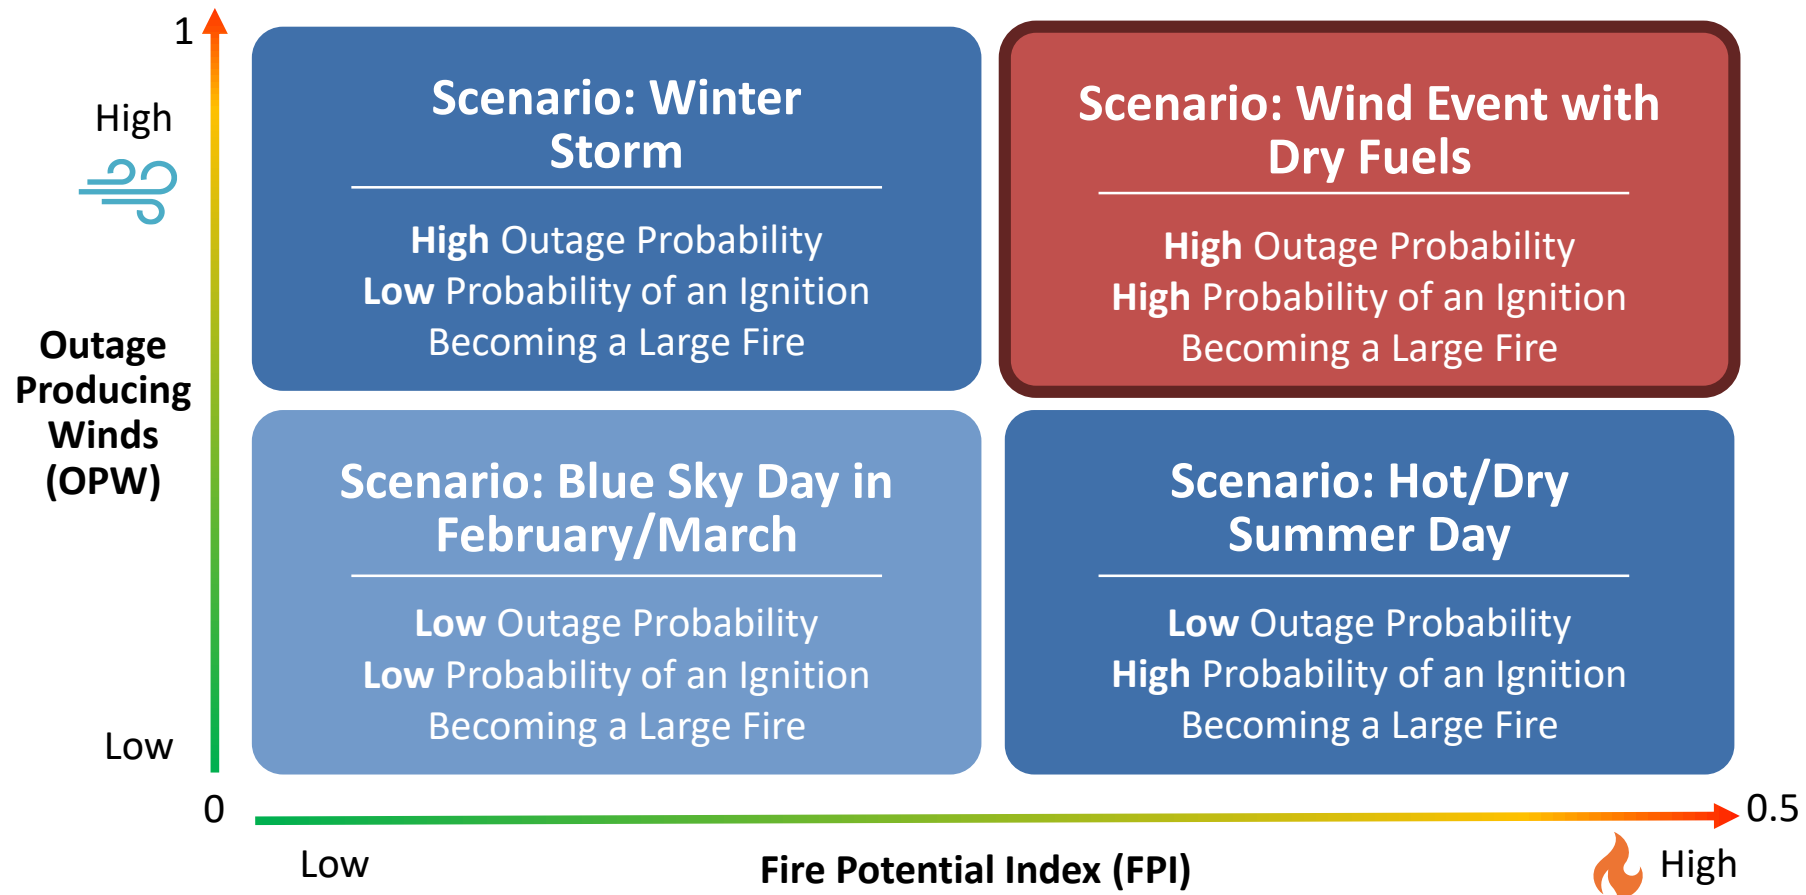 1
High
Outage
Producing
Winds
(OPW)
Low
0
Scenario: Winter
Storm
High Outage Probability
Low Probability of an Ignition
Becoming a Large Fire
Scenario: Wind Event with
Dry Fuels
High Outage Probability
High Probability of an Ignition
Becoming a Large Fire
Scenario: Blue Sky Day in
February/March
Low Outage Probability
Low Probability of an Ignition
Becoming a Large Fire
Scenario: Hot/Dry
Summer Day
Low Outage Probability
High Probability of an Ignition
Becoming a Large Fire
0.5
Low
Fire Potential Index (FPI)
High